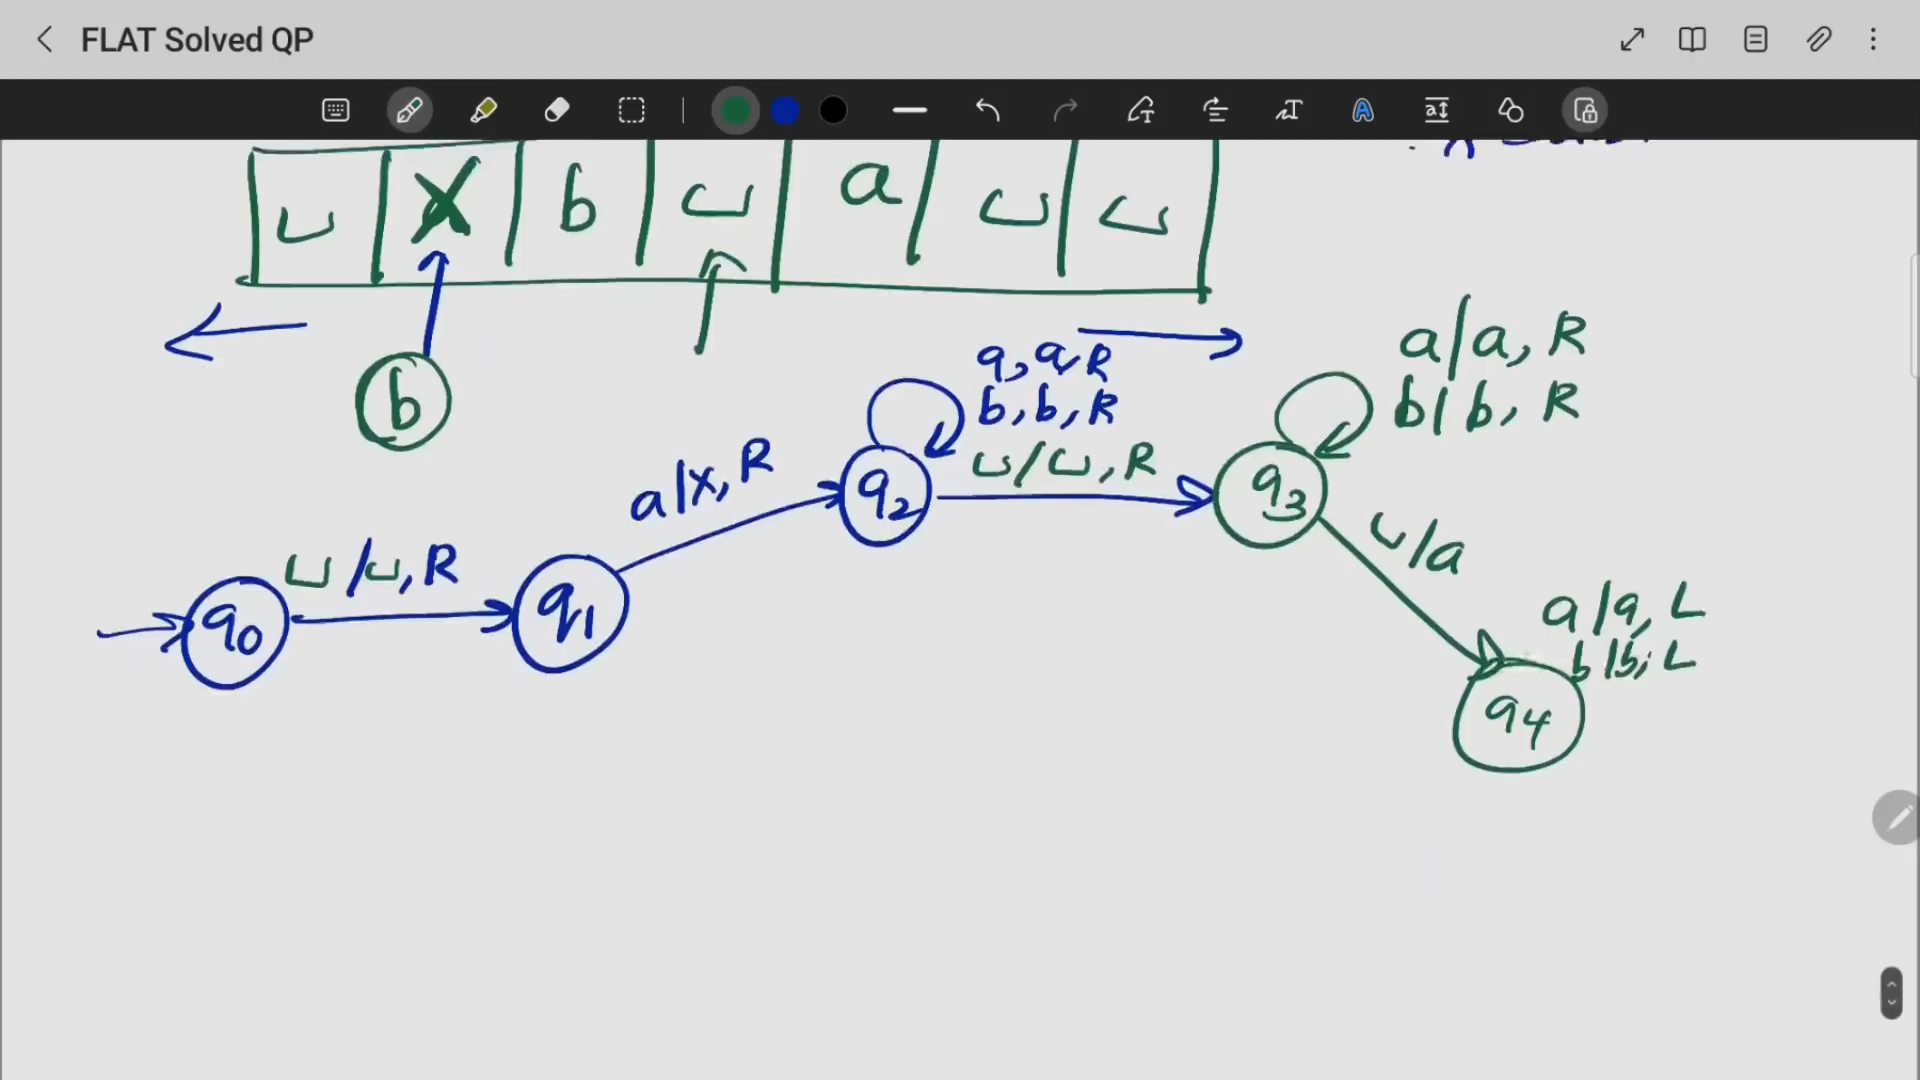 FLAT Solved QP
⊔ X b ⊔ a ⊔ ⊔
b
a, a, R
b, b, R
⊔/⊔, R
a/a, R
b/b, R
a/x, R
q2
q3
⊔/a
⊔/⊔, R
q0
q1
a/a, L
b/b, L
q4